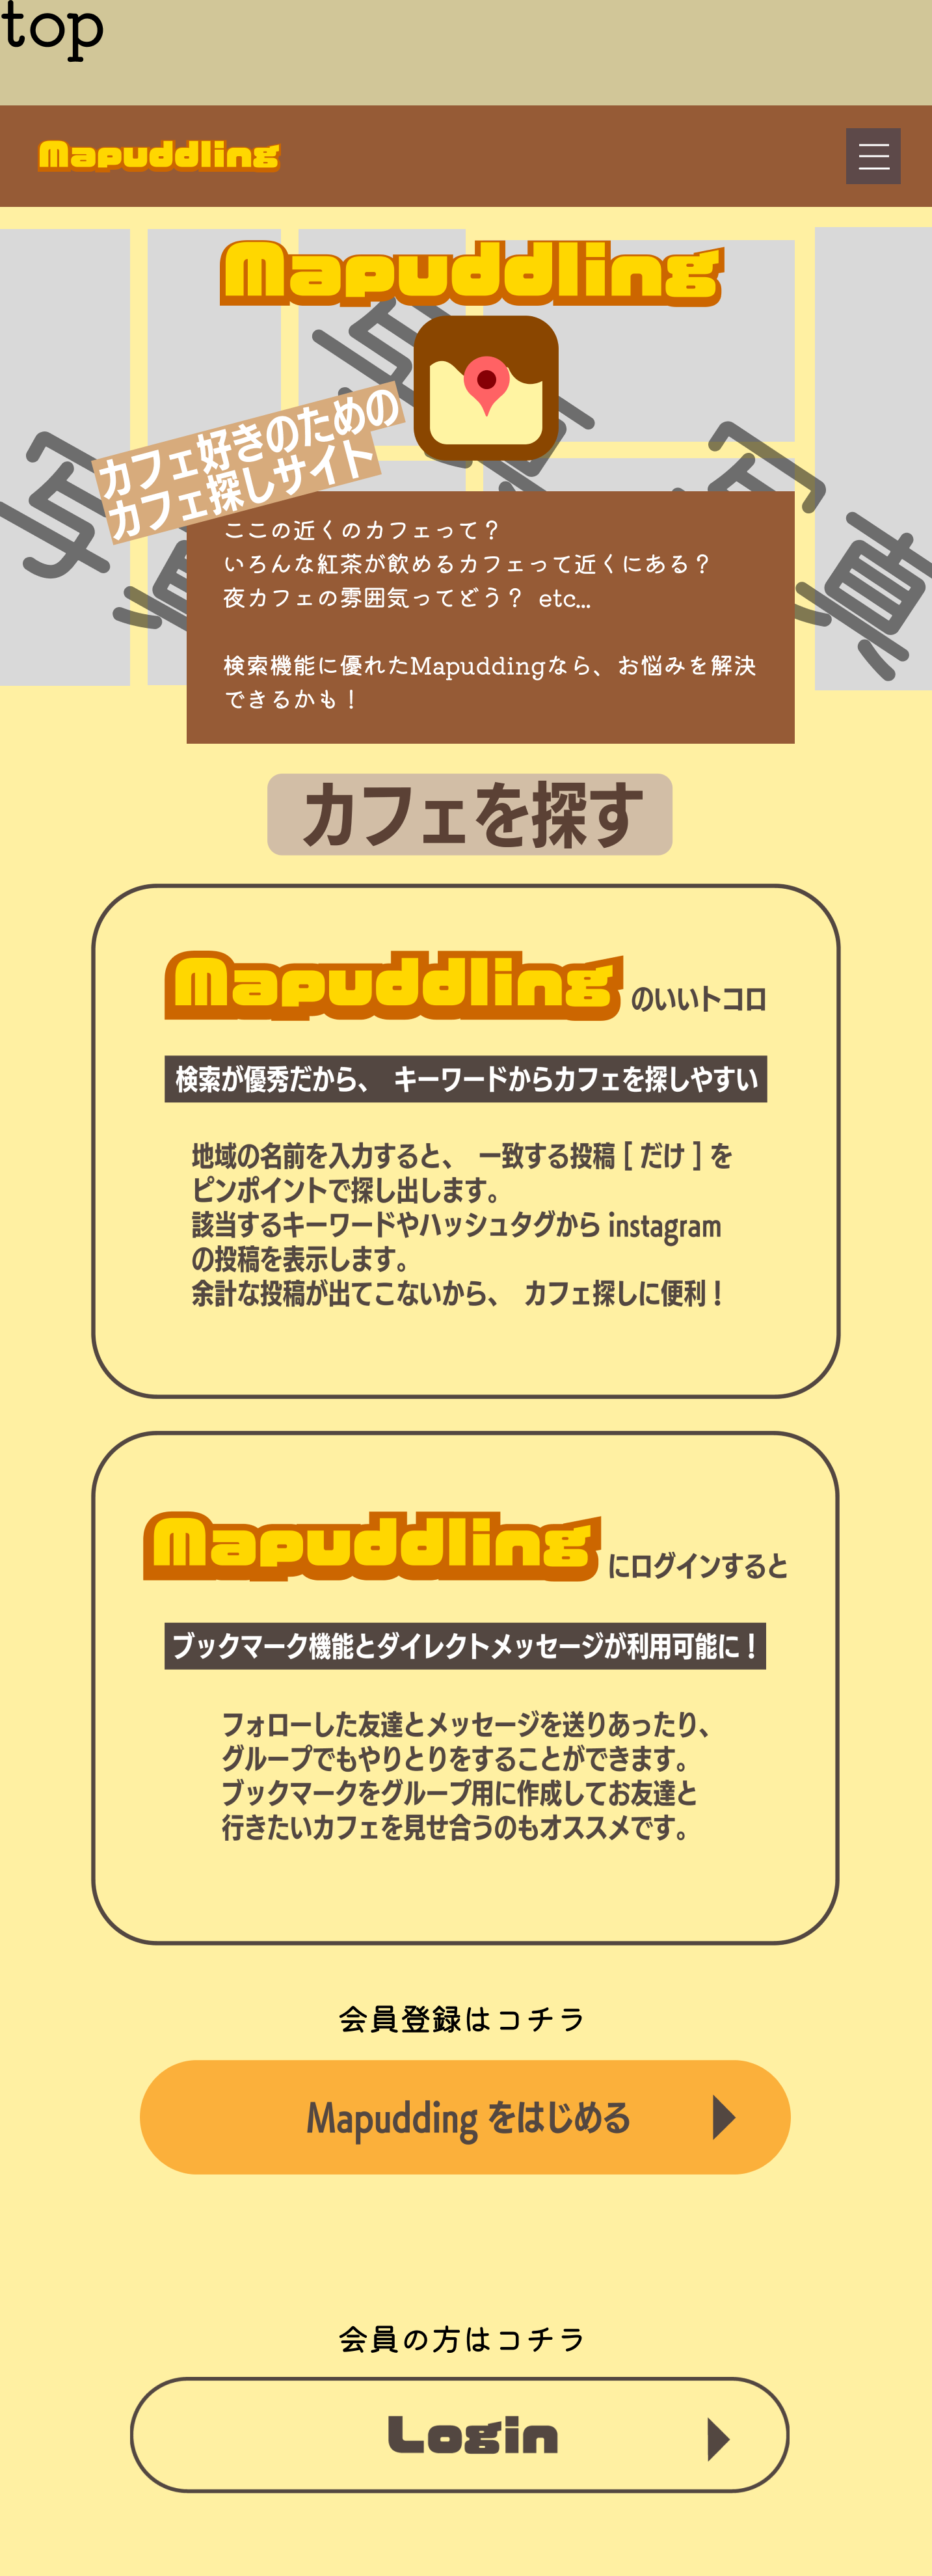 top
Mapuddling
Mapuddling
写真
写真
写真
カフェ好きのための
カフェ探しサイト
ここの近くのカフェって？
いろんな紅茶が飲めるカフェって近くにある？
夜カフェの雰囲気ってどう？ etc...
検索機能に優れたMapuddingなら、お悩みを解決
できるかも！
カフェを探す
Mapuddling のいいトコロ
検索が優秀だから、 キーワードからカフェを探しやすい
地域の名前を入力すると、 一致する投稿 [ だけ ] を
ピンポイントで探し出します。
該当するキーワードやハッシュタグから instagram
の投稿を表示します。
余計な投稿が出てこないから、 カフェ探しに便利！
Mapuddling にログインすると
ブックマーク機能とダイレクトメッセージが利用可能に！
フォローした友達とメッセージを送りあったり、
グループでもやりとりをすることができます。
ブックマークをグループ用に作成してお友達と
行きたいカフェを見せ合うのもオススメです。
会員登録はコチラ
Mapudding をはじめる
会員の方はコチラ
Login